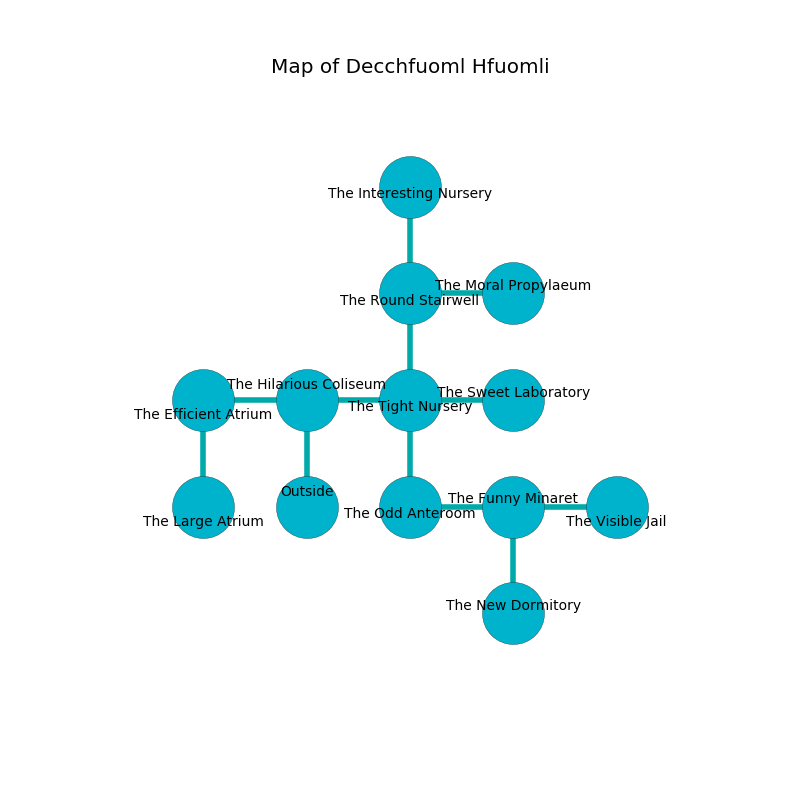 Map of Decchfuoml Hfuomli
The Interesting Nursery
The Moral Propylaeum
The Round Stairwell
The Hilarious Coliseum
The Sweet Laboratory
The Tight Nursery
The Efficient Atrium
Outside
The Funny Minaret
The Odd Anteroom
The Large Atrium
The Visible Jail
The New Dormitory